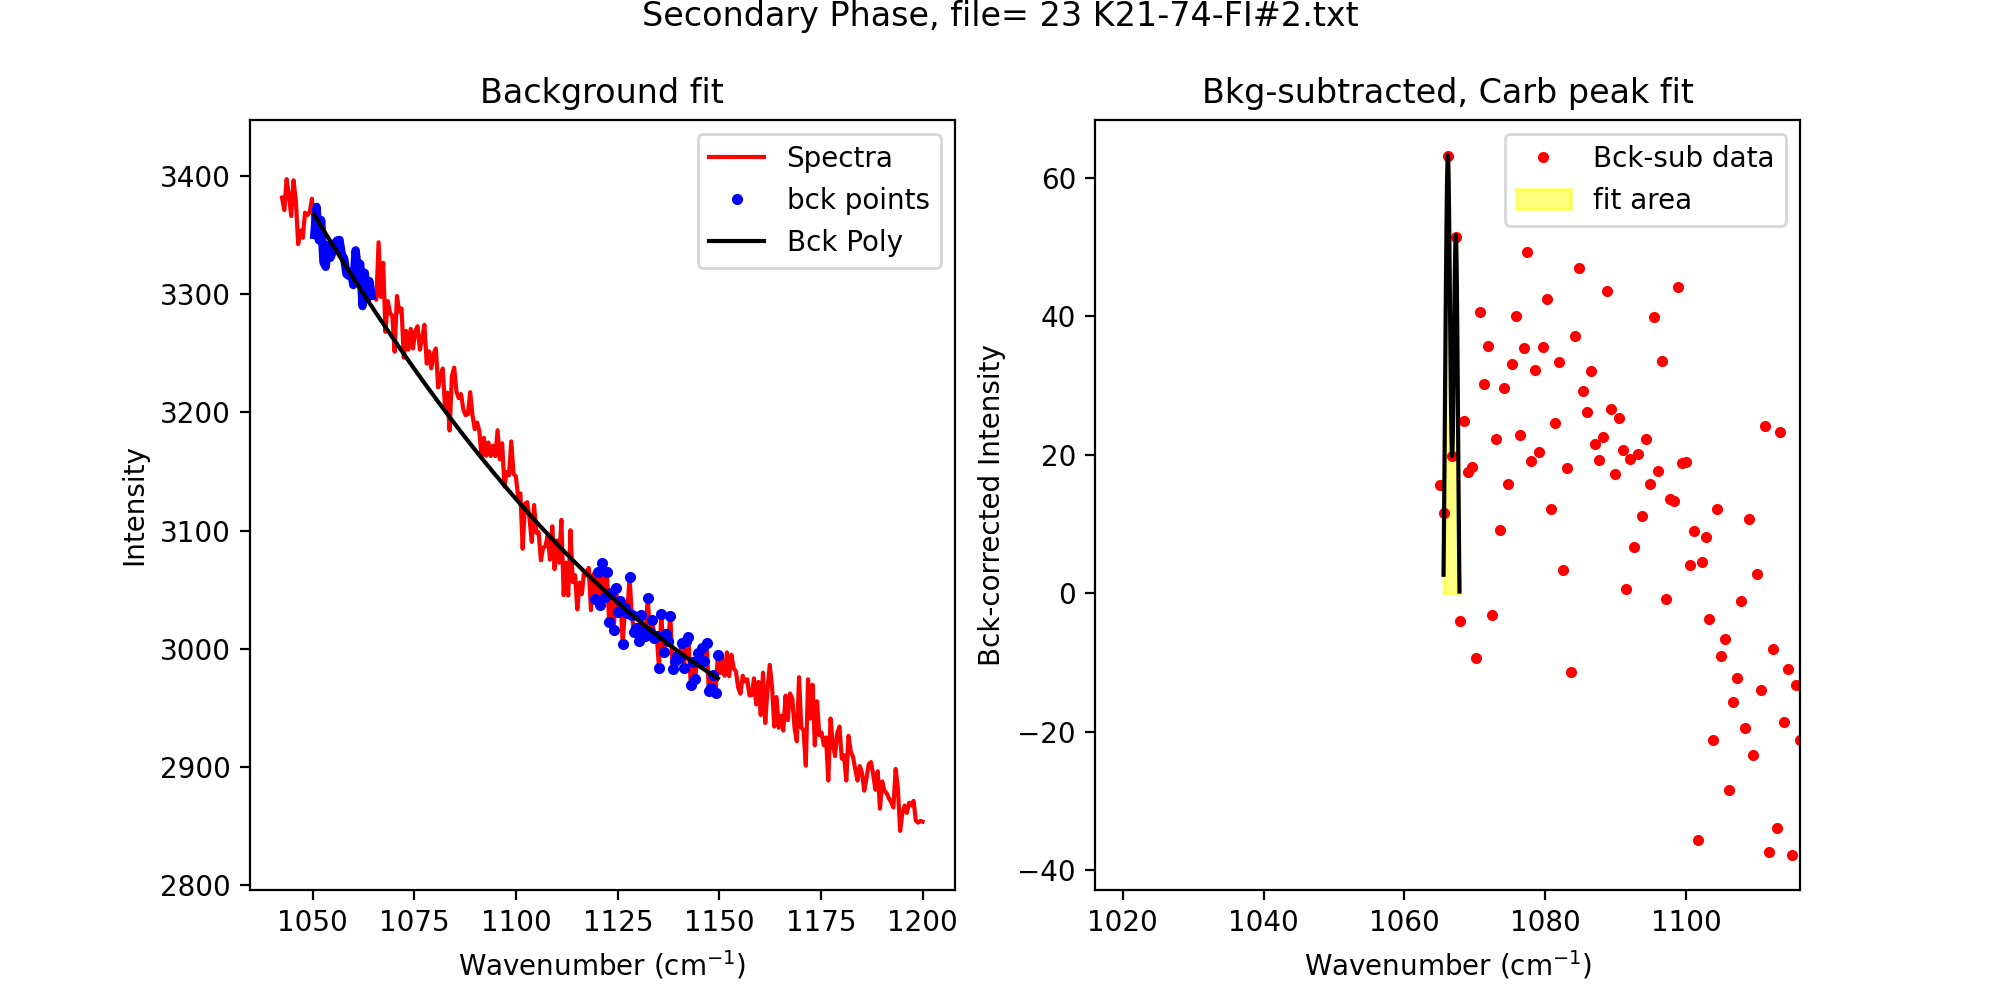 Secondary Phase, file= 23 K21-74-FI#2.txt
Background fit
Spectra
bck points
Bck Poly
3400
3300
3200
3100
3000
2900
2800
Intensity
1050 1075 1100 1125 1150 1175 1200
Wavenumber (cm⁻¹)
Bkg-subtracted, Carb peak fit
Bck-sub data
fit area
60
40
20
0
−20
−40
Bck-corrected Intensity
1020 1040 1060 1080 1100
Wavenumber (cm⁻¹)